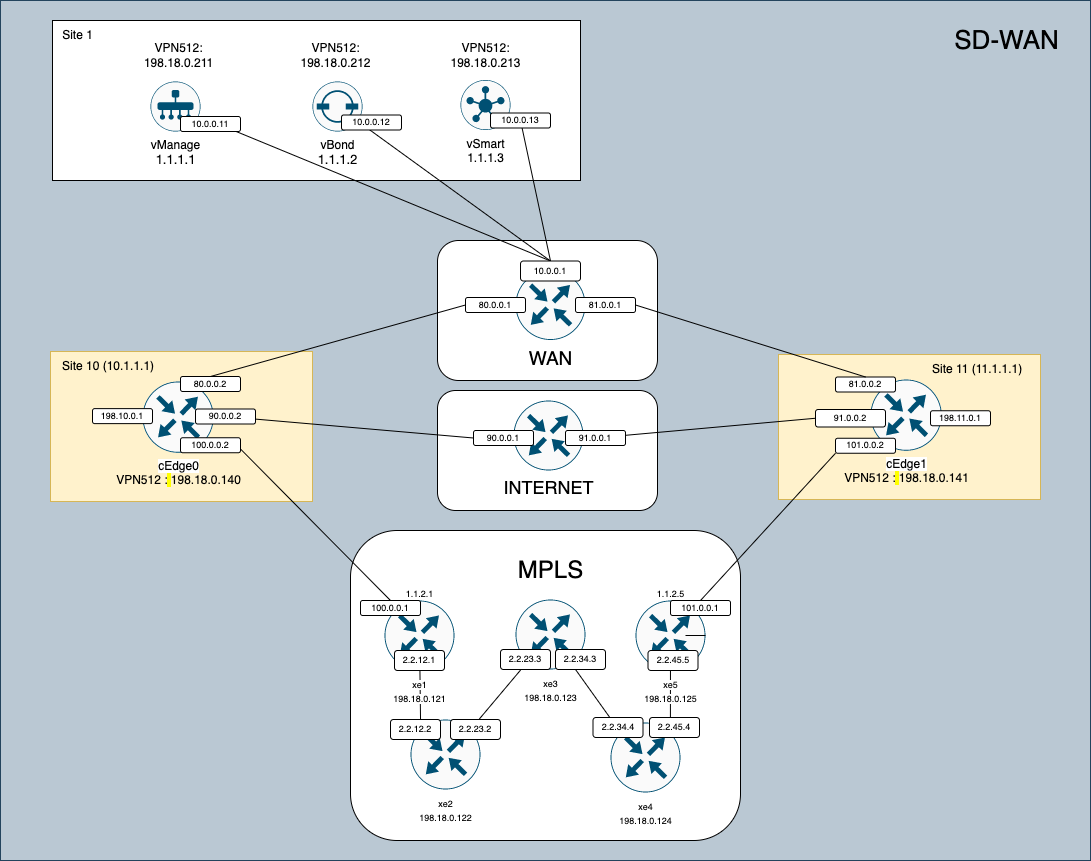 SD-WAN
Site 1
VPN512:
198.18.0.211
VPN512:
198.18.0.212
VPN512:
198.18.0.213
10.0.0.11
10.0.0.12
10.0.0.13
vManage
1.1.1.1
vBond
1.1.1.2
vSmart
1.1.1.3
10.0.0.1
80.0.0.1
81.0.0.1
WAN
Site 10 (10.1.1.1)
80.0.0.2
198.10.0.1
90.0.0.2
100.0.0.2
cEdge0
VPN512 : 198.18.0.140
90.0.0.1
91.0.0.1
INTERNET
Site 11 (11.1.1.1)
81.0.0.2
91.0.0.2
198.11.0.1
101.0.0.2
cEdge1
VPN512 : 198.18.0.141
MPLS
1.1.2.1
100.0.0.1
2.2.12.1
xe1
198.18.0.121
2.2.23.3
2.2.34.3
xe3
198.18.0.123
1.1.2.5
101.0.0.1
2.2.45.5
xe5
198.18.0.125
2.2.12.2
2.2.23.2
xe2
198.18.0.122
2.2.34.4
2.2.45.4
xe4
198.18.0.124